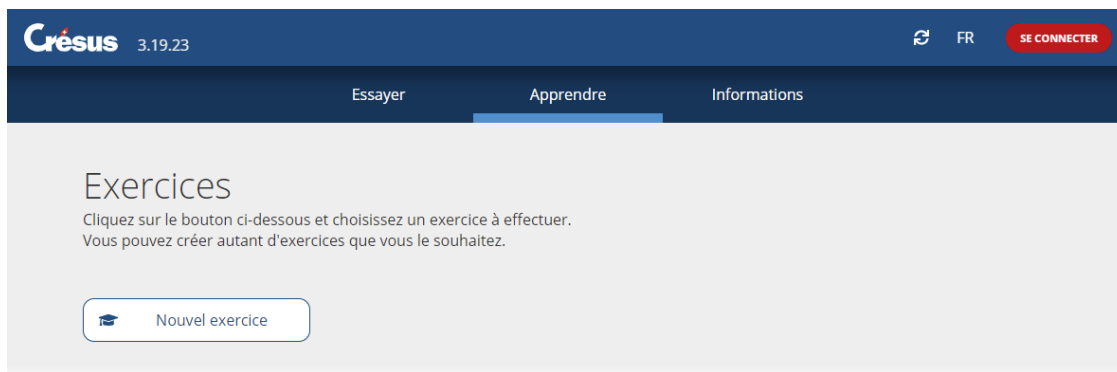 Crésus 3.19.23 FR SE CONNECTER
Essayer Apprendre Informations
Exercices
Cliquez sur le bouton ci-dessous et choisissez un exercice à effectuer.
Vous pouvez créer autant d'exercices que vous le souhaitez.
Nouvel exercice